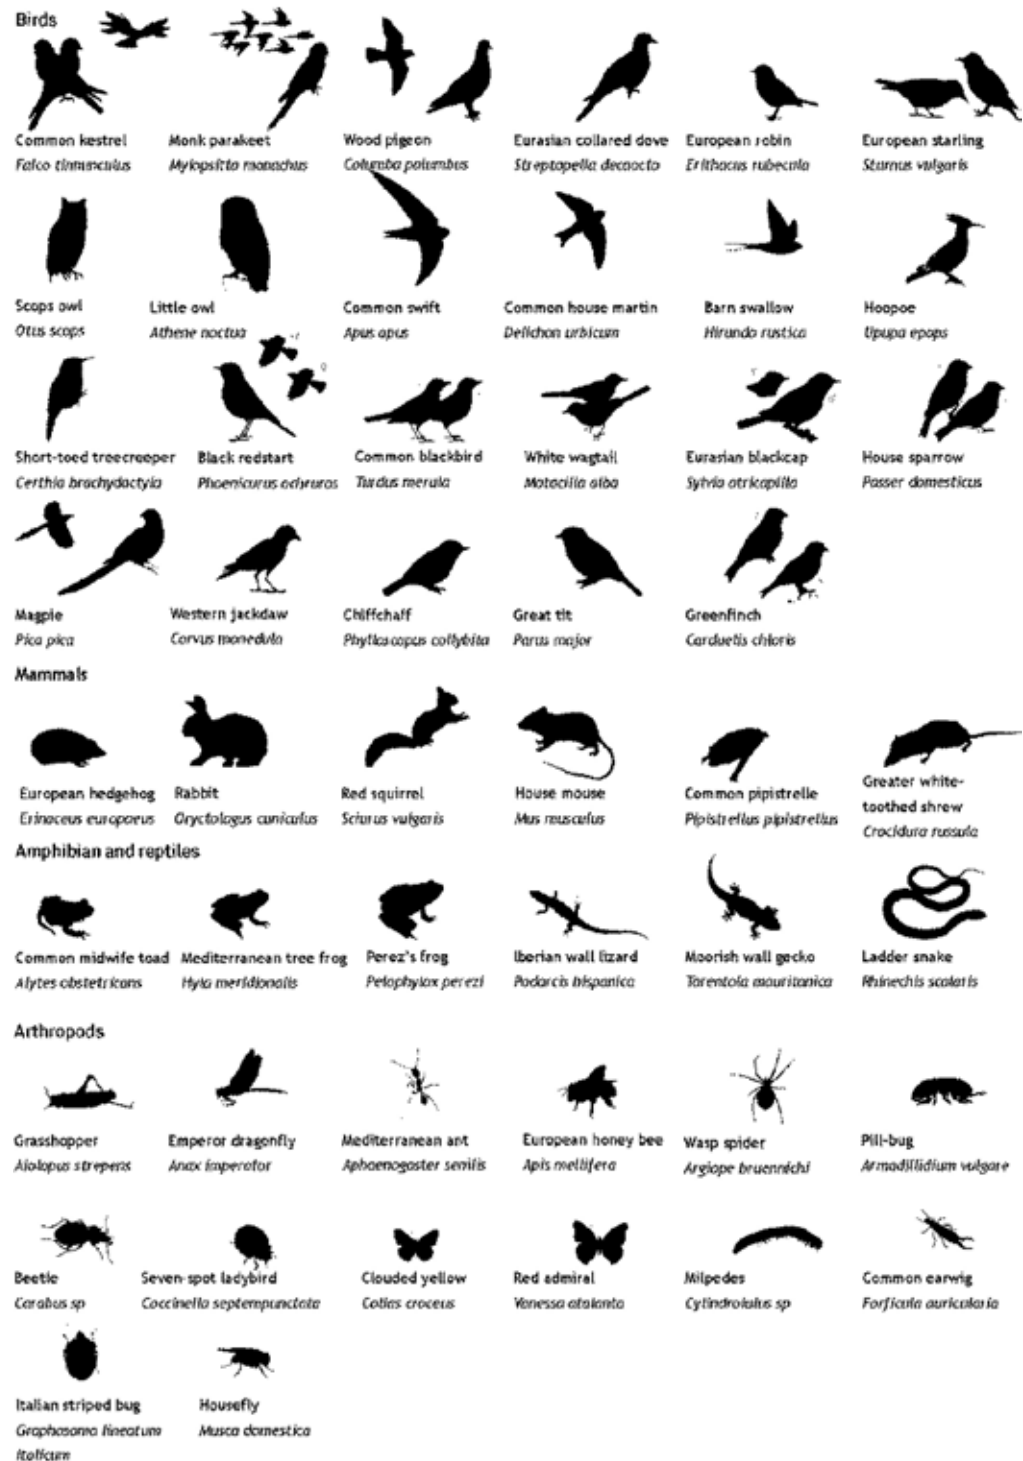 Birds
Common kestrel Monk parakeet Wood pigeon Eurasian collared dove European robin European starling
Falco tinnunculus Myiopsitta monachus Columba palumbus Streptopelia decaocto Erithacus rubecula Sturnus vulgaris
Scops owl Little owl Common swift Common house martin Barn swallow Hoopoe
Otus scops Athene noctua Apus apus Delichon urbicum Hirundo rustica Upupa epops
Short-toed treecreeper Black redstart Common blackbird White wagtail Eurasian blackcap House sparrow
Certhia brachydactyla Phoenicurus ochruros Turdus merula Motacilla alba Sylvia atricapilla Passer domesticus
Magpie Western jackdaw Chiffchaff Great tit Greenfinch
Pica pica Corvus monedula Phylloscopus collybita Parus major Carduelis chloris
Mammals
European hedgehog Rabbit Red squirrel House mouse Common pipistrelle Greater white-
toothed shrew
Erinaceus europaeus Oryctolagus cuniculus Sciurus vulgaris Mus musculus Pipistrellus pipistrellus Crocidura russula
Amphibian and reptiles
Common midwife toad Mediterranean tree frog Perez's frog Iberian wall lizard Moorish wall gecko Ladder snake
Alytes obstetricans Hyla meridionalis Pelophylax perezi Podarcis hispanica Tarentola mauritanica Rhinechis scalaris
Arthropods
Grasshopper Emperor dragonfly Mediterranean ant European honey bee Wasp spider Pill-bug
Aiolopus strepens Anax imperator Aphaenogaster senilis Apis mellifera Argiope bruennichi Armadillidium vulgare
Beetle Seven-spot ladybird Clouded yellow Red admiral Milpedes Common earwig
Carabus sp Coccinella septempunctata Colias croceus Vanessa atalanta Cylindroiulus sp Forficula auricularia
Italian striped bug Housefly
Graphosoma lineatum Musca domestica
italicum